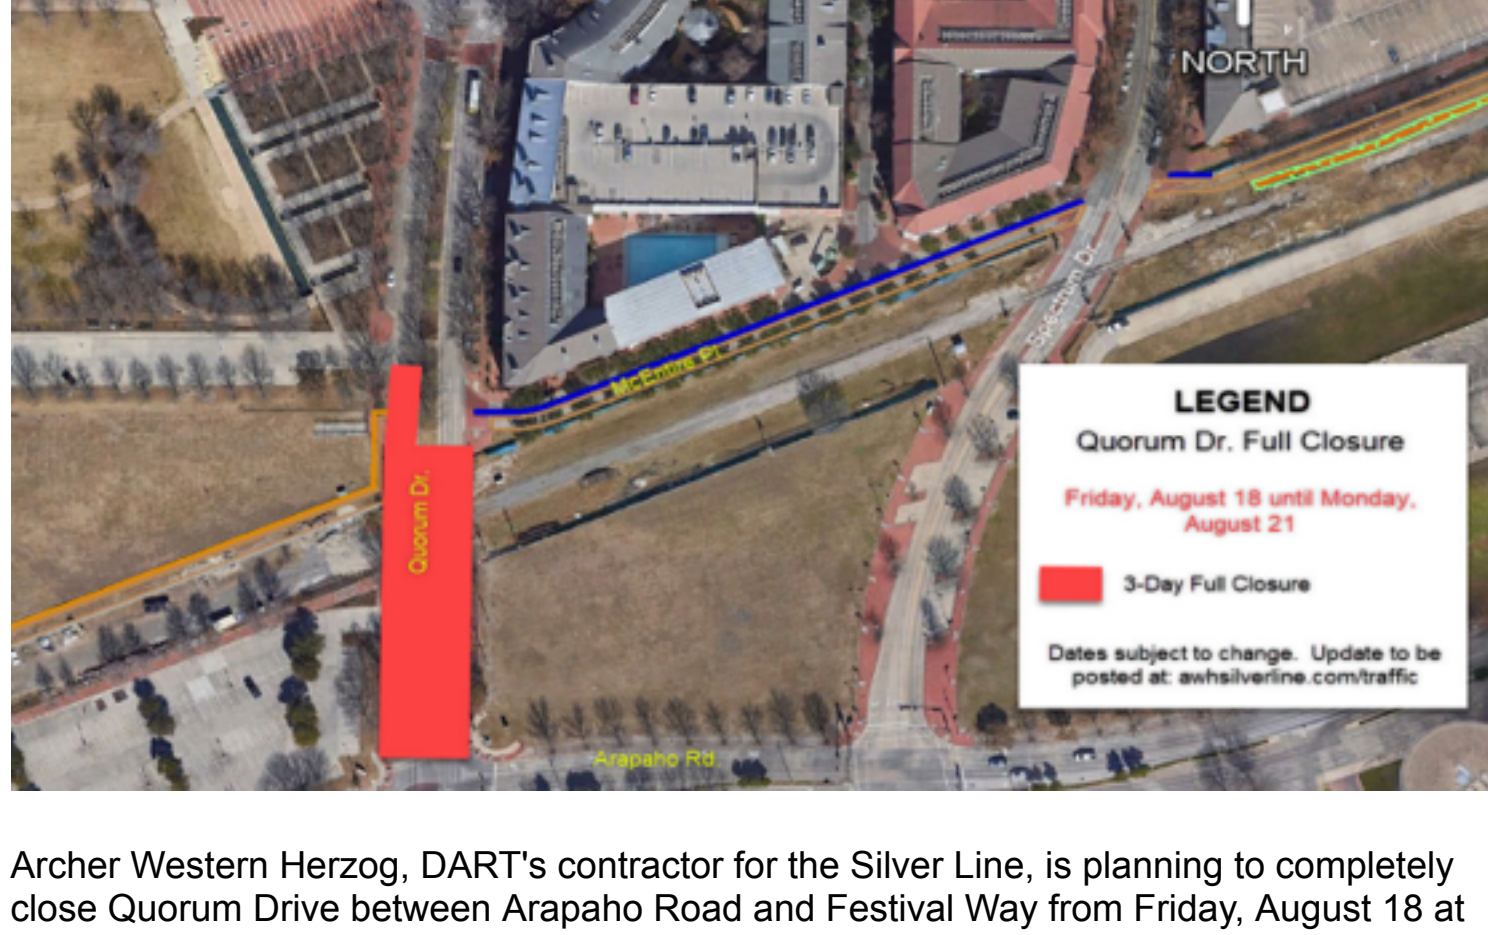 NORTH
Spectrum Dr.
McEntire Pl.
LEGEND
Quorum Dr. Full Closure
Friday, August 18 until Monday,
August 21
Quorum Dr.
3-Day Full Closure
Dates subject to change. Update to be
posted at: awhsilverline.com/traffic
Arapaho Rd.
Archer Western Herzog, DART's contractor for the Silver Line, is planning to completely
close Quorum Drive between Arapaho Road and Festival Way from Friday, August 18 at